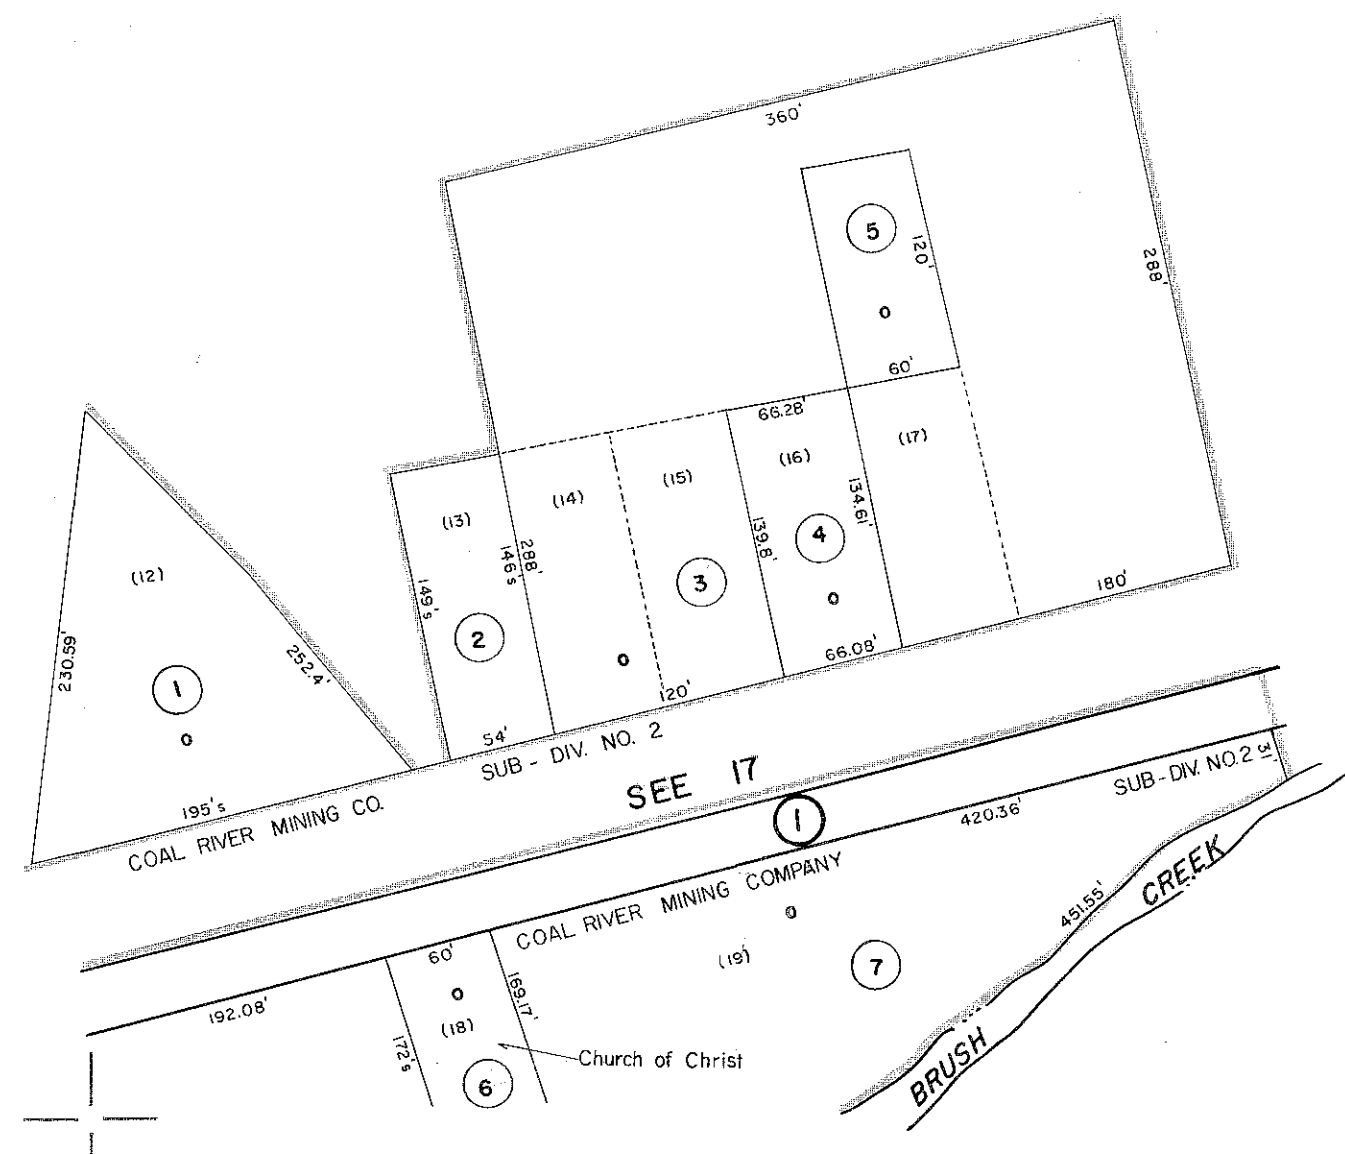 360'
5
120'
288'
60'
66.28'
(17)
(16)
(15)
(14)
(13)
134.61'
139.8'
4
288'
146's
(12)
3
180'
149's
2
66.08'
230.59'
252.4'
1
120'
54'
SUB - DIV. NO. 2
195's
COAL RIVER MINING CO.
SEE 17
1
SUB - DIV. NO. 2
420.36'
COAL RIVER MINING COMPANY
CREEK
451.55'
60'
(19)
7
169.17'
192.08'
(18)
172's
Church of Christ
6
BRUSH